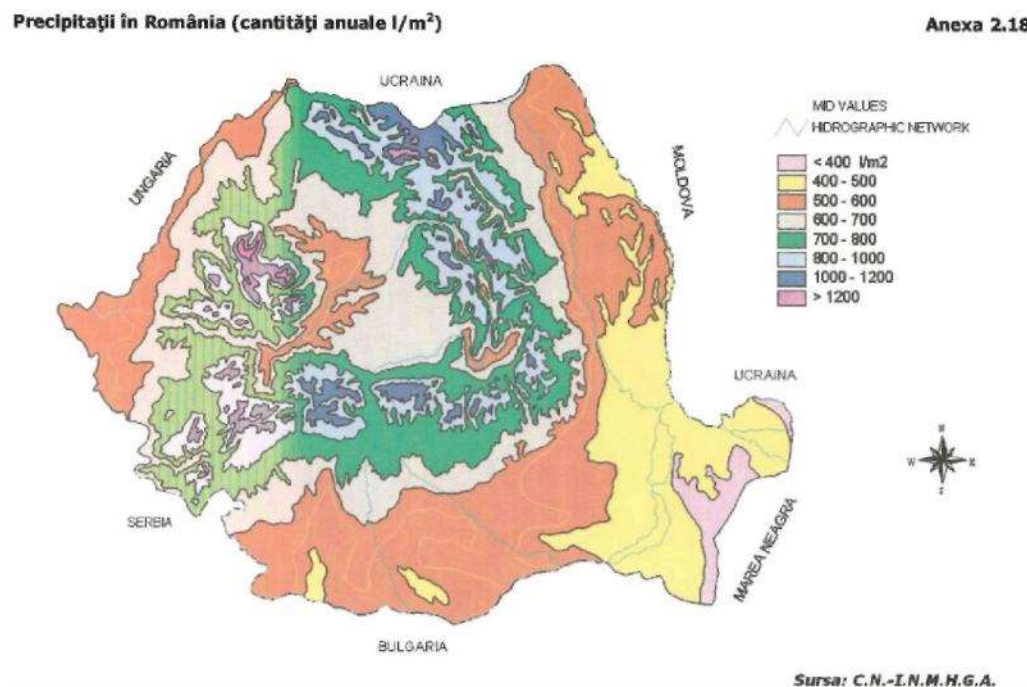 Precipitaţii în România (cantităţi anuale l/m²)
Anexa 2.18
UCRAINA
UNGARIA
MOLDOVA
MID VALUES
HIDROGRAPHIC NETWORK
< 400 l/m2
400 - 500
500 - 600
600 - 700
700 - 800
800 - 1000
1000 - 1200
> 1200
UCRAINA
N
W E
S
SERBIA
MAREA NEAGRA
BULGARIA
Sursa: C.N.-I.N.M.H.G.A.